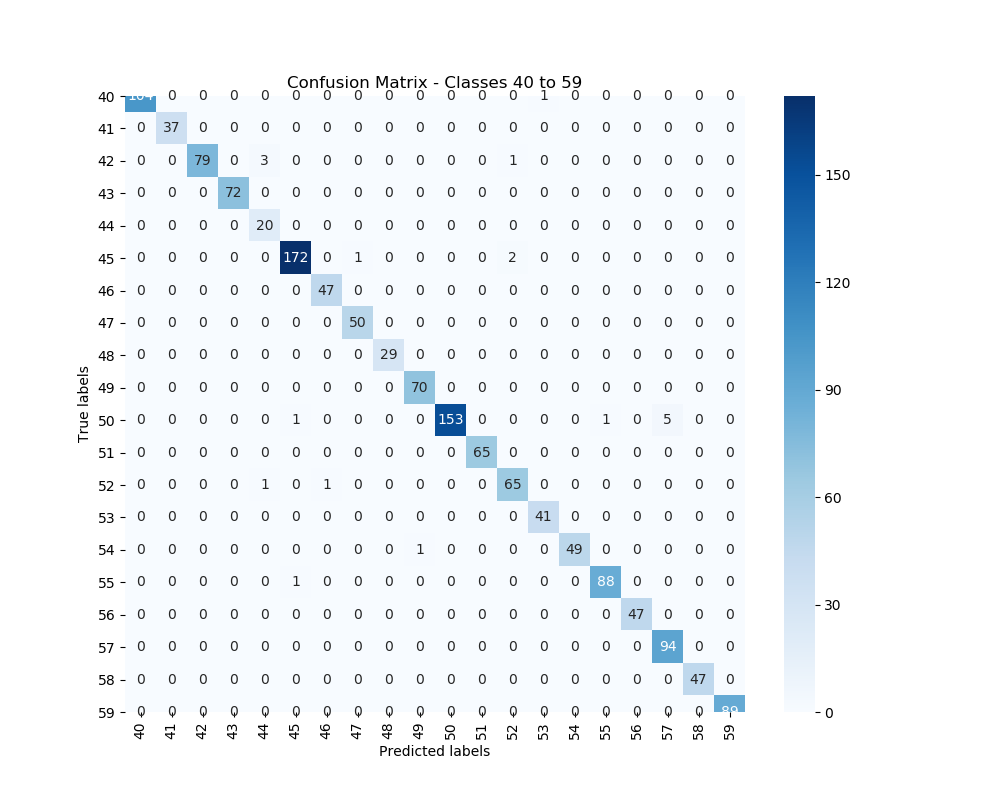 Confusion Matrix - Classes 40 to 59
40 104 0 0 0 0 0 0 0 0 0 0 0 0 1 0 0 0 0 0 0
41 0 37 0 0 0 0 0 0 0 0 0 0 0 0 0 0 0 0 0 0
42 0 0 79 0 3 0 0 0 0 0 0 0 1 0 0 0 0 0 0 0
43 0 0 0 72 0 0 0 0 0 0 0 0 0 0 0 0 0 0 0 0
44 0 0 0 0 20 0 0 0 0 0 0 0 0 0 0 0 0 0 0 0
45 0 0 0 0 0 172 0 1 0 0 0 0 2 0 0 0 0 0 0 0
46 0 0 0 0 0 0 47 0 0 0 0 0 0 0 0 0 0 0 0 0
47 0 0 0 0 0 0 0 50 0 0 0 0 0 0 0 0 0 0 0 0
48 0 0 0 0 0 0 0 0 29 0 0 0 0 0 0 0 0 0 0 0
49 0 0 0 0 0 0 0 0 0 70 0 0 0 0 0 0 0 0 0 0
50 0 0 0 0 0 1 0 0 0 0 153 0 0 0 0 1 0 5 0 0
51 0 0 0 0 0 0 0 0 0 0 0 65 0 0 0 0 0 0 0 0
52 0 0 0 0 1 0 1 0 0 0 0 0 65 0 0 0 0 0 0 0
53 0 0 0 0 0 0 0 0 0 0 0 0 0 41 0 0 0 0 0 0
54 0 0 0 0 0 0 0 0 0 1 0 0 0 0 49 0 0 0 0 0
55 0 0 0 0 0 1 0 0 0 0 0 0 0 0 0 88 0 0 0 0
56 0 0 0 0 0 0 0 0 0 0 0 0 0 0 0 0 47 0 0 0
57 0 0 0 0 0 0 0 0 0 0 0 0 0 0 0 0 0 94 0 0
58 0 0 0 0 0 0 0 0 0 0 0 0 0 0 0 0 0 0 47 0
59 0 0 0 0 0 0 0 0 0 0 0 0 0 0 0 0 0 0 0 89
40 41 42 43 44 45 46 47 48 49 50 51 52 53 54 55 56 57 58 59
Predicted labels
True labels
150
120
90
60
30
0